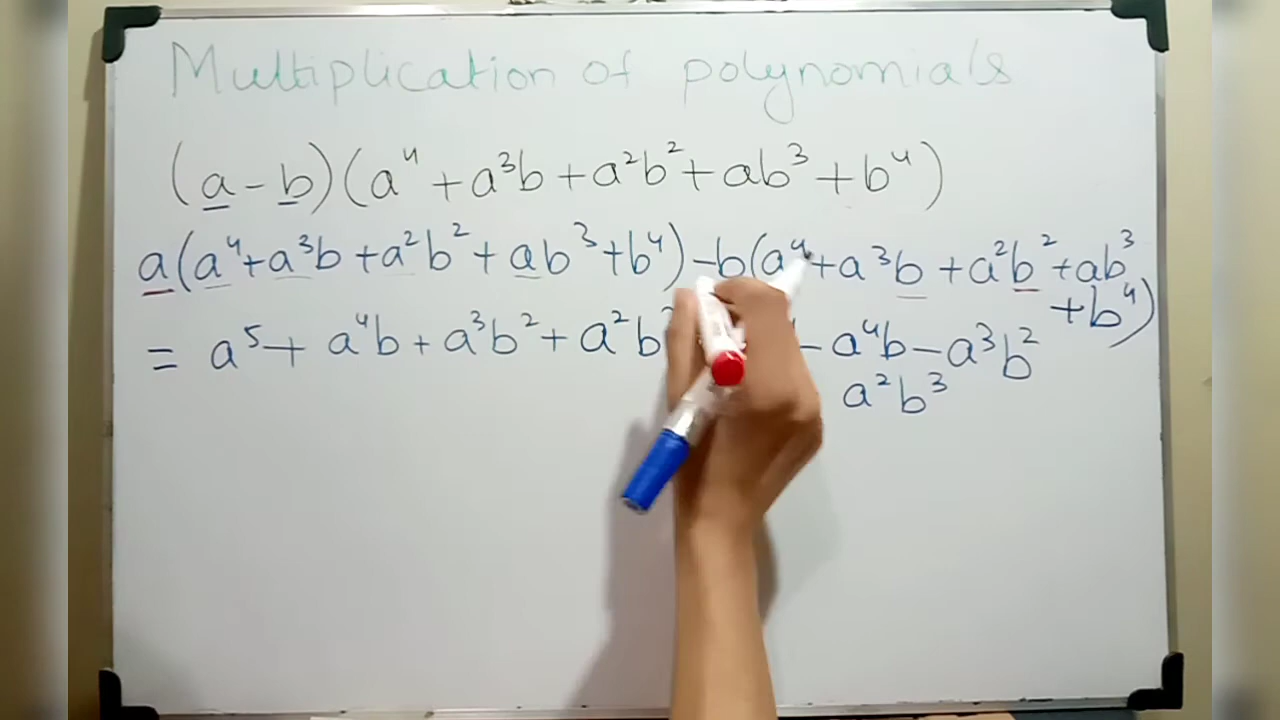 Multiplication of polynomials
(a - b)(a⁴ + a³b + a²b² + ab³ + b⁴)
a(a⁴ + a³b + a²b² + ab³ + b⁴) - b(a⁴ + a³b + a²b² + ab³
+ b⁴)
= a⁵ + a⁴b + a³b² + a²b - a⁴b - a³b²
a²b³